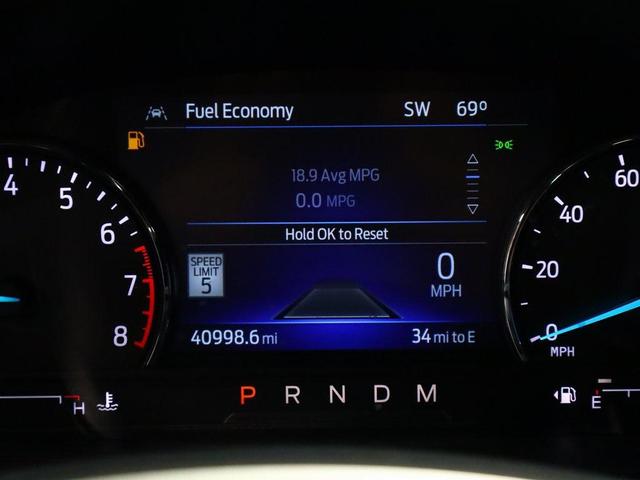 Fuel Economy SW 69º
18.9 Avg MPG
0.0 MPG
Hold OK to Reset
SPEED
LIMIT
5
0
MPH
40998.6 mi 34 mi to E
4
5
6
7
8
60
40
20
0
MPH
H
P R N D M
E